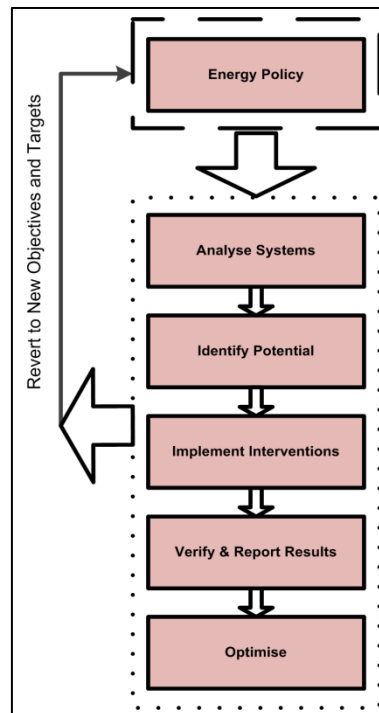 Energy Policy
Revert to New Objectives and Targets
Analyse Systems
Identify Potential
Implement Interventions
Verify & Report Results
Optimise